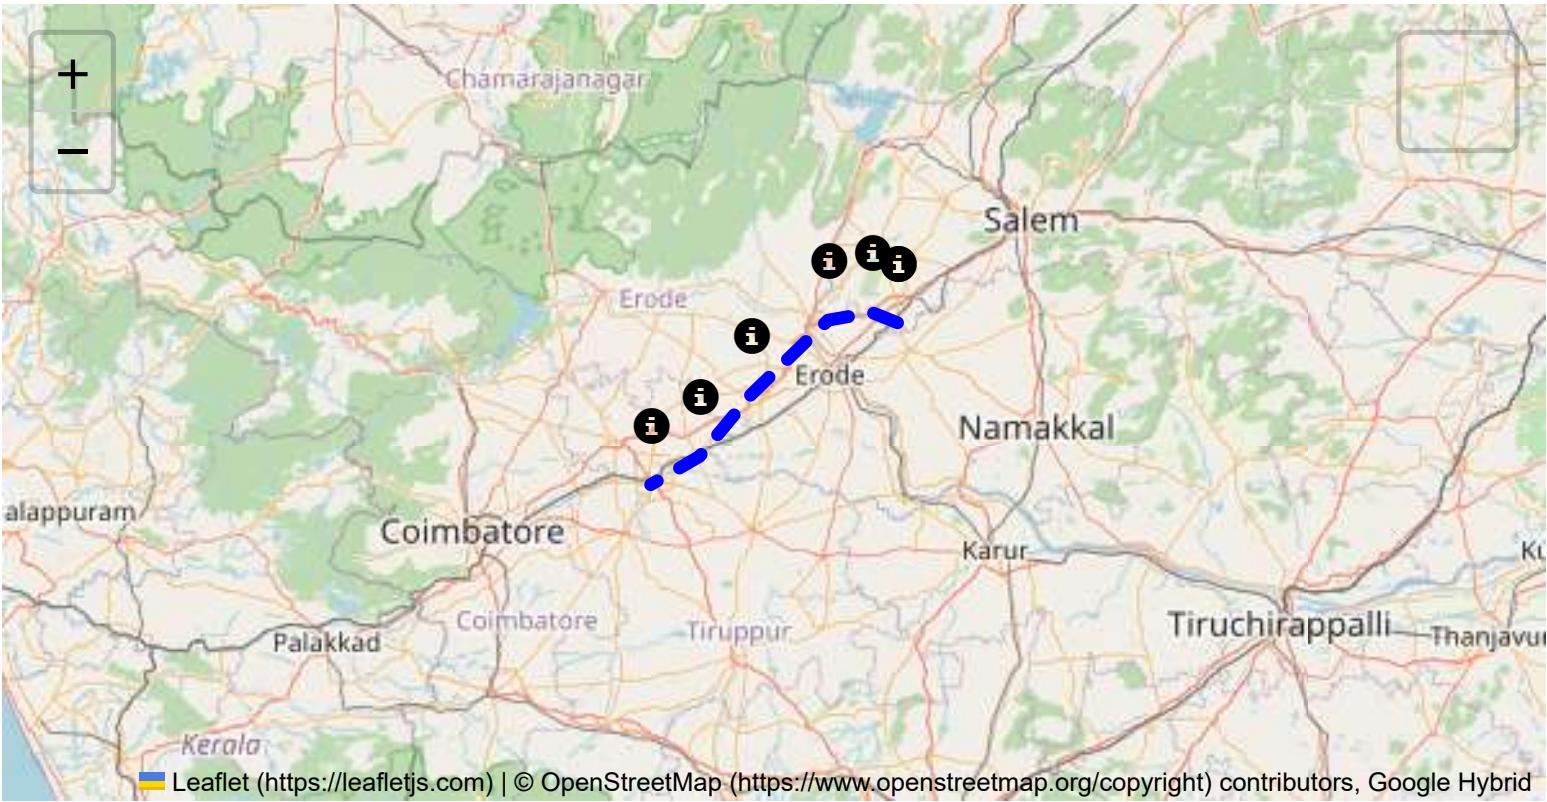 +
Chamarajanagar
−
Salem
i
i
i
Erode
i
Erode
i
Namakkal
i
alappuram
Coimbatore
Karur
Ku
Coimbatore
Tiruppur
Tiruchirappalli
Thanjavur
Palakkad
Kerala
Leaflet (https://leafletjs.com) | © OpenStreetMap (https://www.openstreetmap.org/copyright) contributors, Google Hybrid